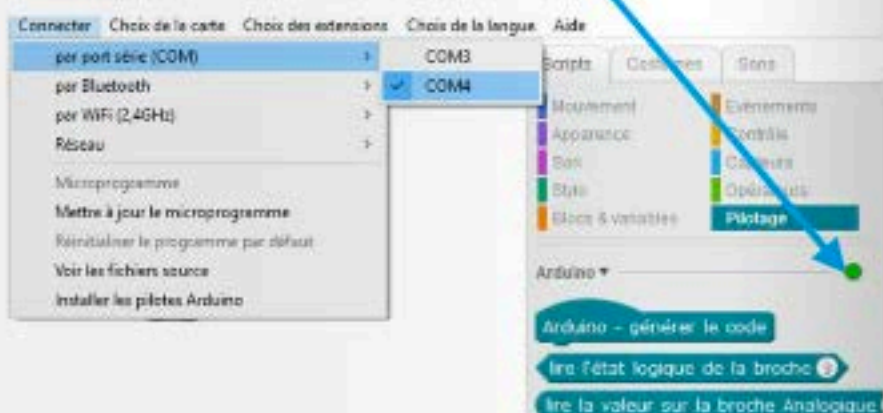 Connecter Choix de la carte Choix des extensions Choix de la langue Aide
par port série (COM)
COM3
par Bluetooth
COM4
par WiFi (2,4GHz)
Réseau
Microprogramme
Mettre à jour le microprogramme
Réinitialiser le programme par défaut
Voir les fichiers source
Installer les pilotes Arduino
Scripts Costumes Sons
Mouvement Evènements
Apparence Contrôle
Son Capteurs
Stylo Opérateurs
Blocs & variables Pilotage
Arduino
Arduino - générer le code
lire l'état logique de la broche
lire la valeur sur la broche Analogique